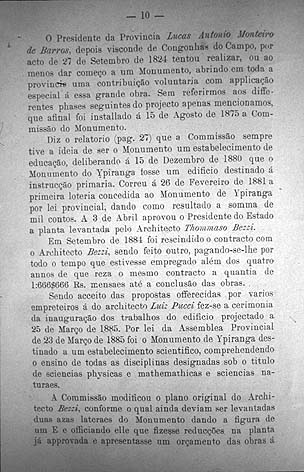 — 10 —
O Presidente da Provincia Lucas Antonio Monteiro
de Barros, depois visconde de Congonhas do Campo, por
acto de 27 de Setembro de 1824 tentou realizar, ou ao
menos dar começo a um Monumento, abrindo em toda a
provincia uma contribuição voluntaria com applicação
especial á essa grande obra. Sem referirmos aos diffe-
rentes phases seguintes do projecto apenas mencionamos,
que afinal foi installado á 15 de Agosto de 1875 a Com-
missão do Monumento.
Diz o relatorio (pag. 27) que a Commissão sempre
tive a ideia de ser o Monumento um estabelecimento de
educação, deliberando á 15 de Dezembro de 1880 que o
Monumento do Ypiranga fosse um edificio destinado á
instrucção primaria. Correu á 26 de Fevereiro de 1881 a
primeira loteria concedida ao Monumento de Ypiranga
por lei provincial, dando como resultado a somma de
mil contos. A 3 de Abril aprovou o Presidente do Estado
a planta levantada pelo Architecto Thommaso Bezzi.
Em Setembro de 1884 foi rescindido o contracto com
o Architecto Bezzi, sendo feito outro, pagando-se-lhe por
todo o tempo que estivesse empregado além dos quatro
annos de que reza o mesmo contracto a quantia de
1:666$666 Rs. mensaes até a conclusão das obras.
Sendo acceito das propostas offerecidas por varios
empreteiros á do architecto Luiz Pucci fez-se a cerimonia
da inauguração dos trabalhos do edificio projectado a
25 de Março de 1885. Por lei da Assemblea Provincial
de 23 de Março de 1885 foi o Monumento de Ypiranga des-
tinado a um estabelecimento scientifico, comprehendendo
o ensino de todas as disciplinas designadas sob o titulo
de sciencias physicas e mathemathicas e sciencias na-
turaes.
A Commissão modificou o plano original do Archi-
tecto Bezzi, conforme o qual ainda deviam ser levantadas
duas azas lateraes do Monumento dando a figura de
um E e officiando elle que fizesse reducções na planta
já approvada e apresentasse um orçamento das obras á